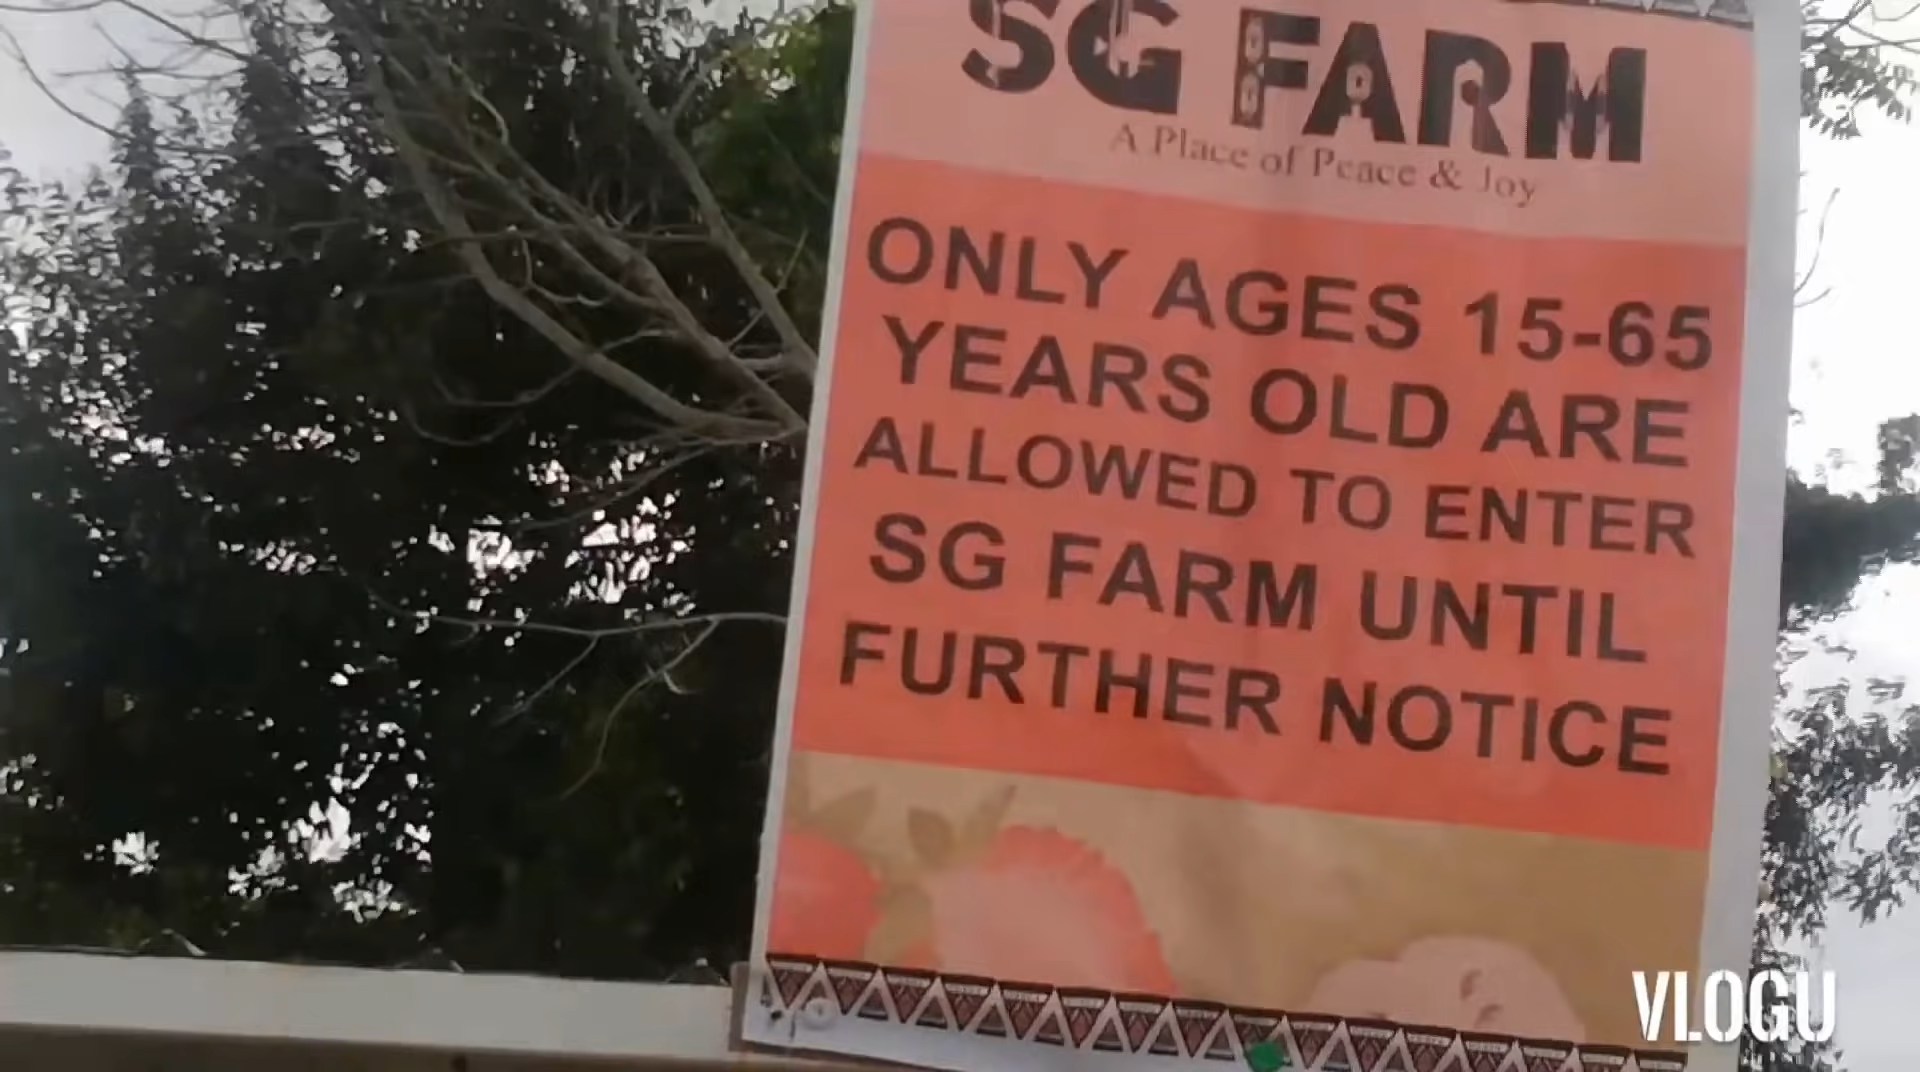 SG FARM
A Place of Peace & Joy
ONLY AGES 15-65
YEARS OLD ARE
ALLOWED TO ENTER
SG FARM UNTIL
FURTHER NOTICE
VLOGU